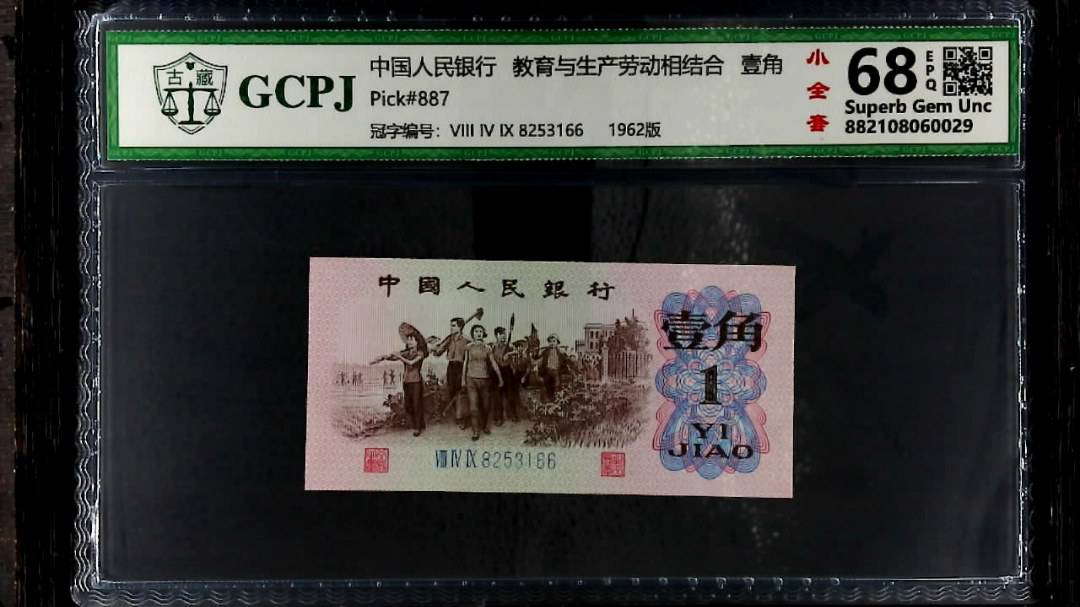 古藏
GCPJ
中国人民银行 教育与生产劳动相结合 壹角
Pick#887
冠字编号: VIII IV IX 8253166 1962版
小全套
68 EPQ
Superb Gem Unc
882108060029
中國人民銀行
壹角
1
YI
JIAO
VIII IV IX 8253166